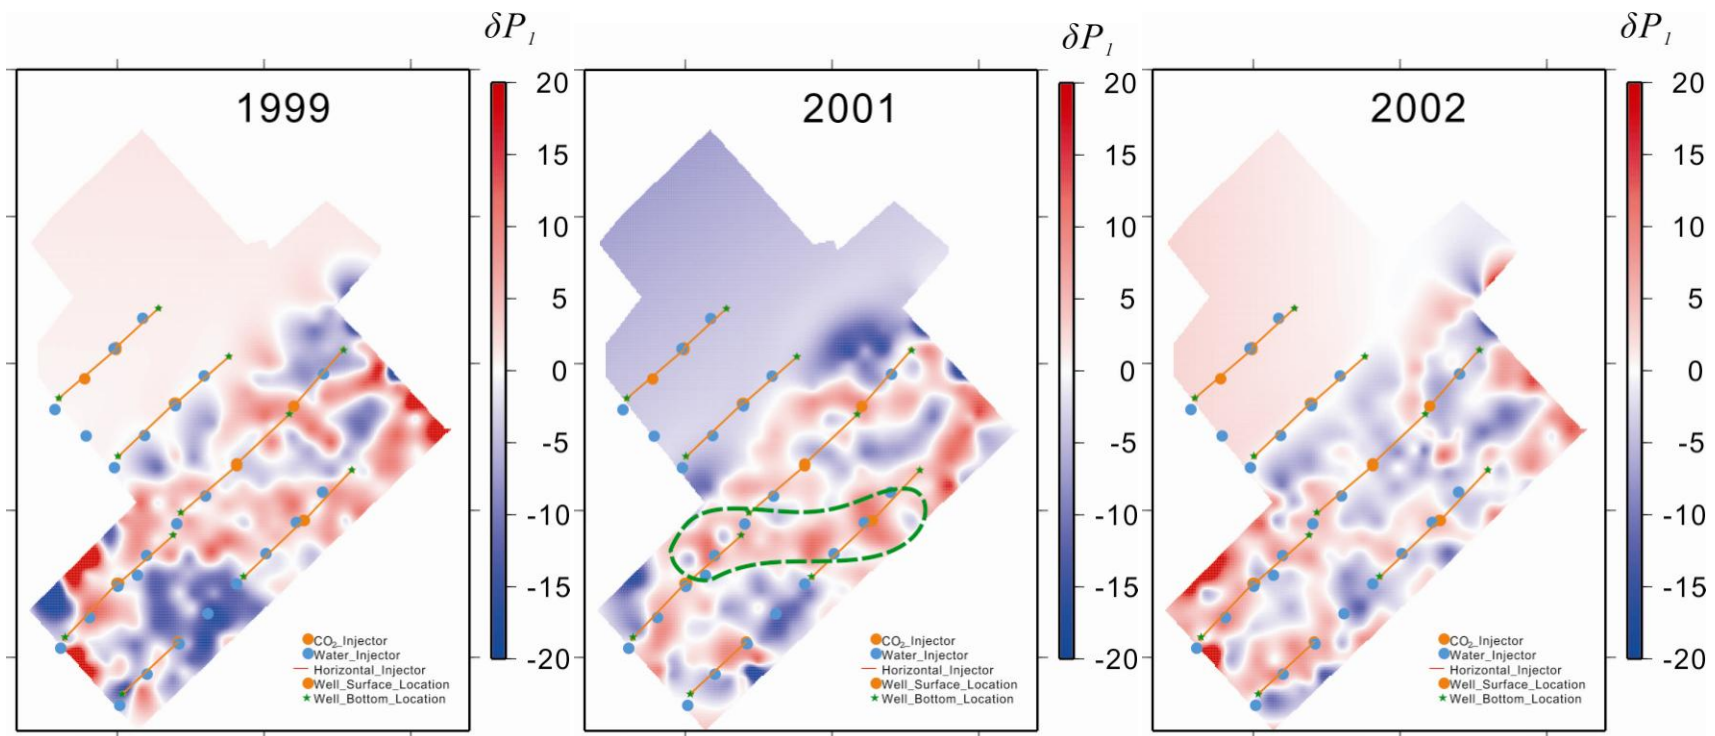 δP₁
1999
20
15
10
5
0
-5
-10
-15
-20
CO₂_Injector
Water_Injector
Horizontal_Injector
Well_Surface_Location
Well_Bottom_Location
δP₁
2001
20
15
10
5
0
-5
-10
-15
-20
CO₂_Injector
Water_Injector
Horizontal_Injector
Well_Surface_Location
Well_Bottom_Location
δP₁
2002
20
15
10
5
0
-5
-10
-15
-20
CO₂_Injector
Water_Injector
Horizontal_Injector
Well_Surface_Location
Well_Bottom_Location